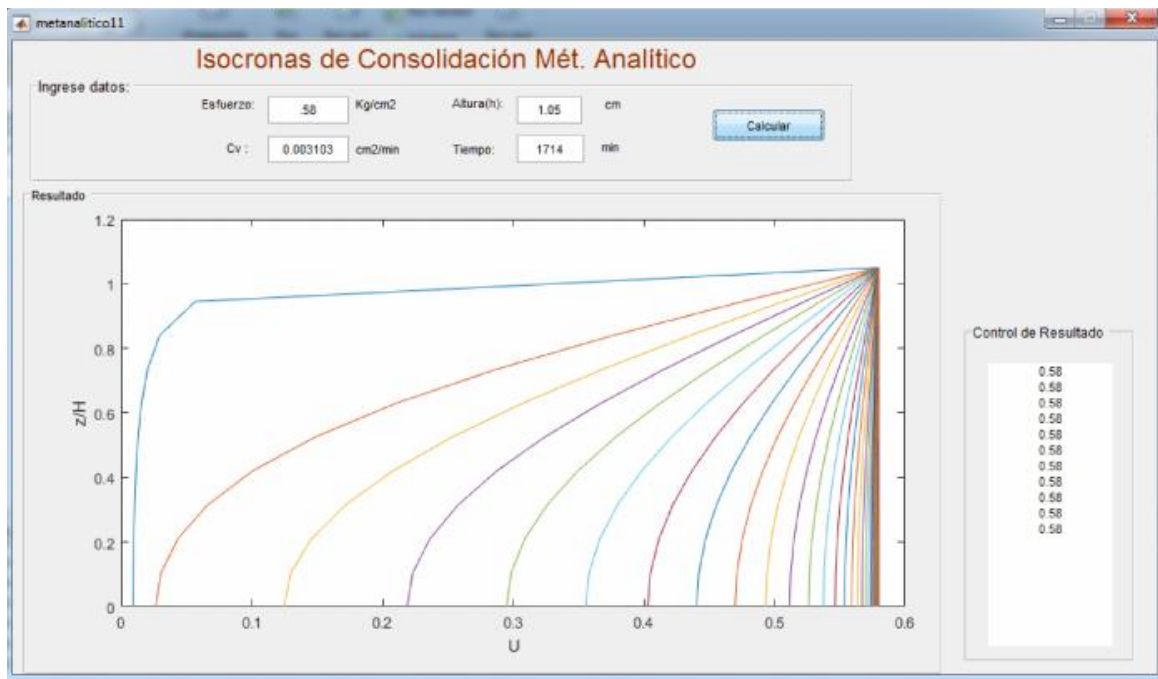 metanalitico11
Isocronas de Consolidación Mét. Analítico
Ingrese datos:
Esfuerzo: .58 Kg/cm2 Altura(h): 1.05 cm
Calcular
Cv : 0.003103 cm2/min Tiempo: 1714 min
Resultado
1.2
1
0.8
0.6
0.4
0.2
0
z/H
0 0.1 0.2 0.3 0.4 0.5 0.6
U
Control de Resultado
0.58
0.58
0.58
0.58
0.58
0.58
0.58
0.58
0.58
0.58
0.58